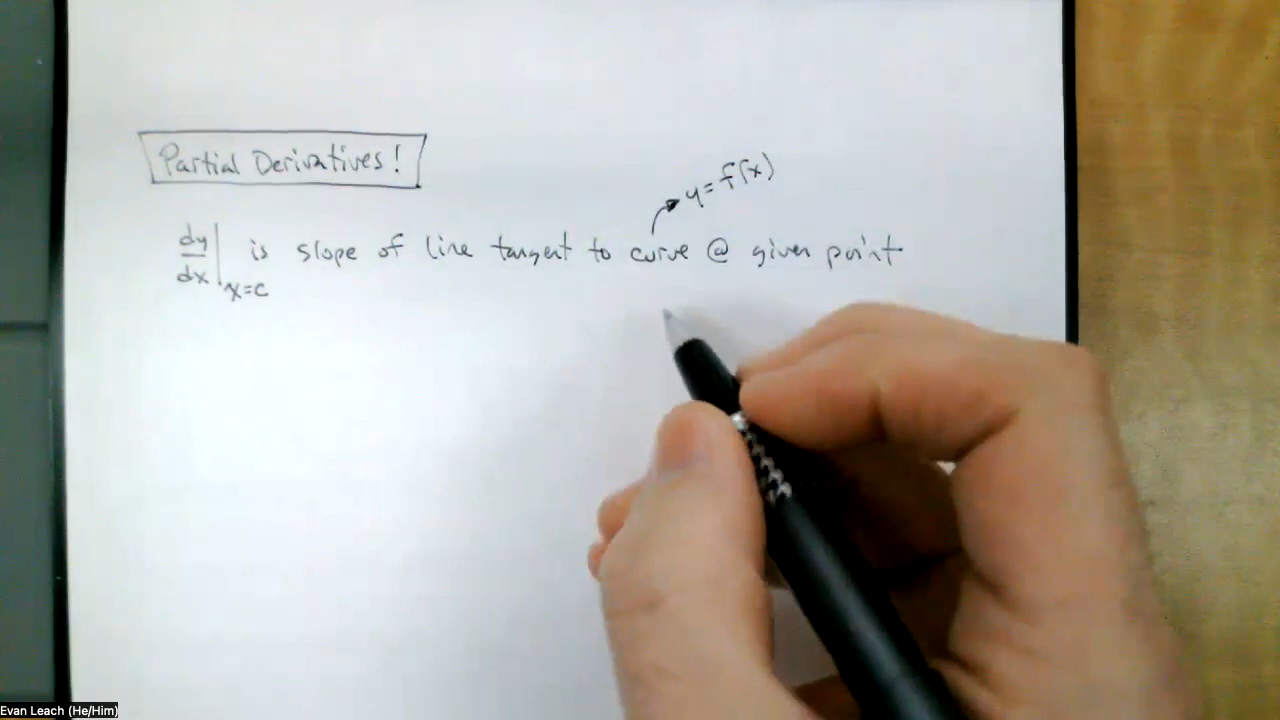 Partial Derivatives!
y = f(x)
dy/dx|x=c is slope of line tangent to curve @ given point
Evan Leach (He/Him)